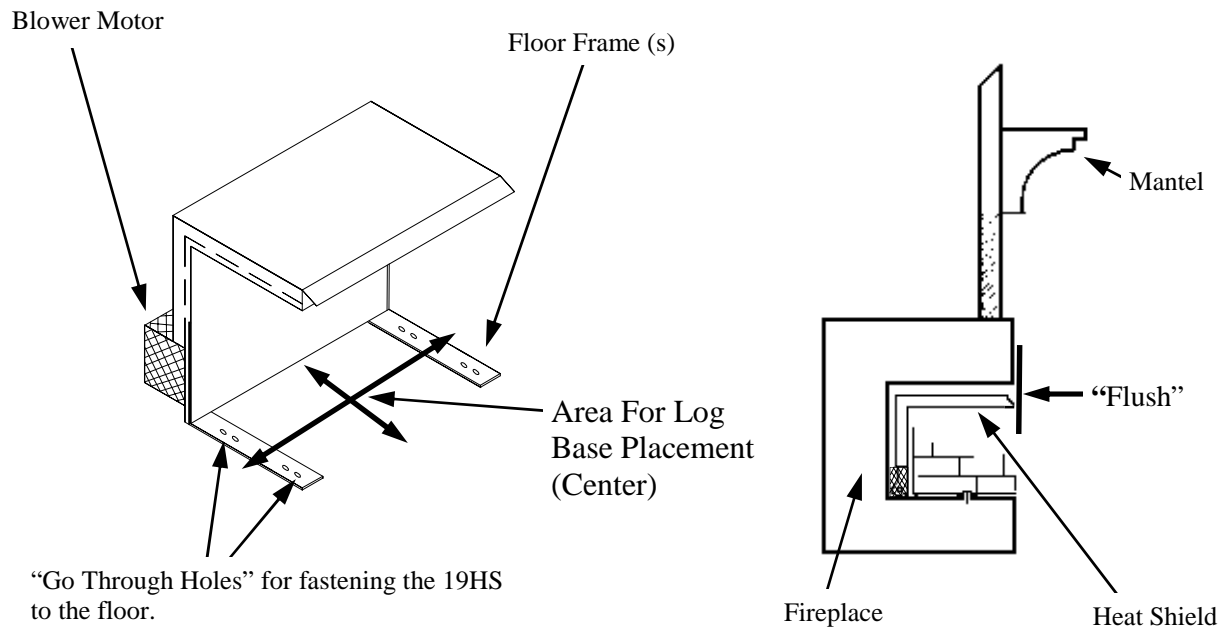 Blower Motor
Floor Frame (s)
Mantel
“Flush”
Area For Log
Base Placement
(Center)
“Go Through Holes” for fastening the 19HS
to the floor.
Fireplace
Heat Shield